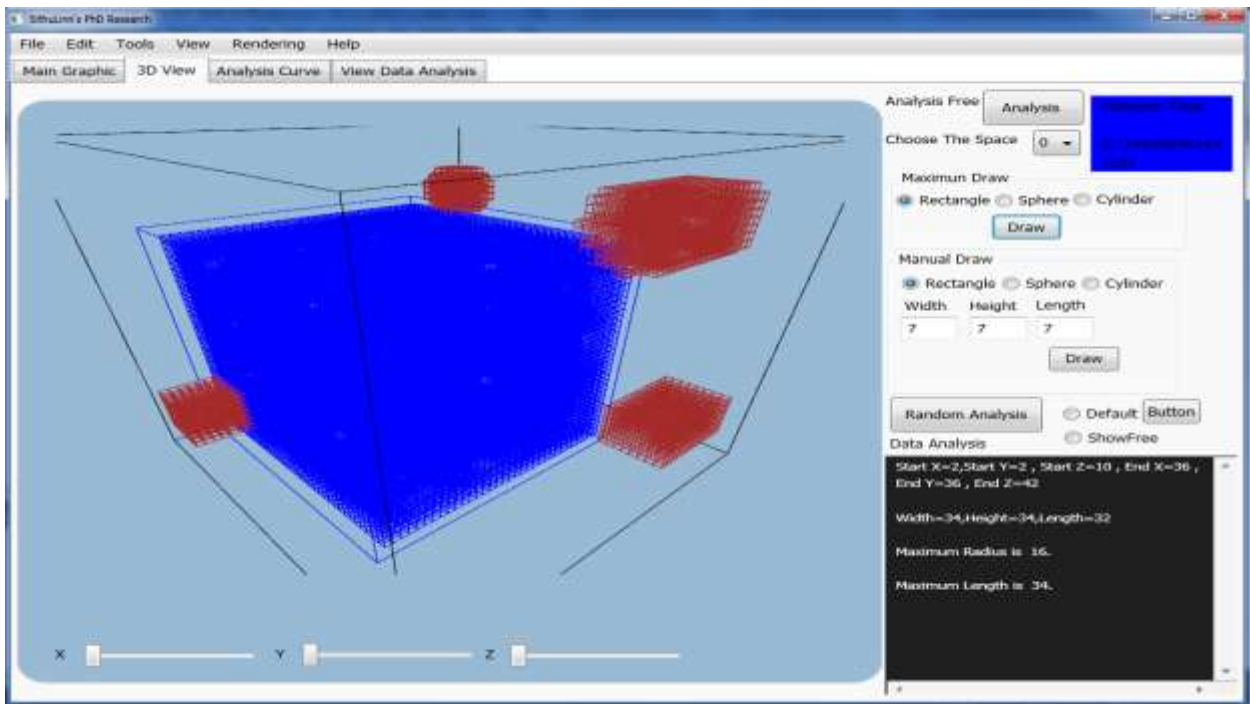 SithuLinn's PhD Research
File Edit Tools View Rendering Help
Main Graphic 3D View Analysis Curve View Data Analysis
Analysis Free Analysis
Choose The Space 0
Maximun Draw
Rectangle Sphere Cylinder
Draw
Manual Draw
Rectangle Sphere Cylinder
Width Height Length
7 7 7
Draw
Random Analysis Default Button
ShowFree
Data Analysis
Start X=2,Start Y=2 , Start Z=10 , End X=36 ,
End Y=36 , End Z=42
Width=34,Height=34,Length=32
Maximum Radius is 16.
Maximum Length is 34.
X Y Z